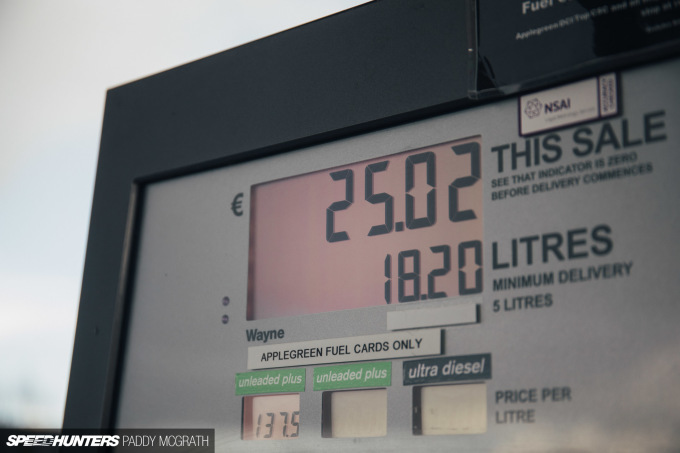 Fuel C
NSAI
€
25.02
THIS SALE
SEE THAT INDICATOR IS ZERO
BEFORE DELIVERY COMMENCES
18.20
LITRES
MINIMUM DELIVERY
5 LITRES
Wayne
APPLEGREEN FUEL CARDS ONLY
unleaded plus
unleaded plus
ultra diesel
137.5
PRICE PER
LITRE
SPEEDHUNTERS PADDY MCGRATH